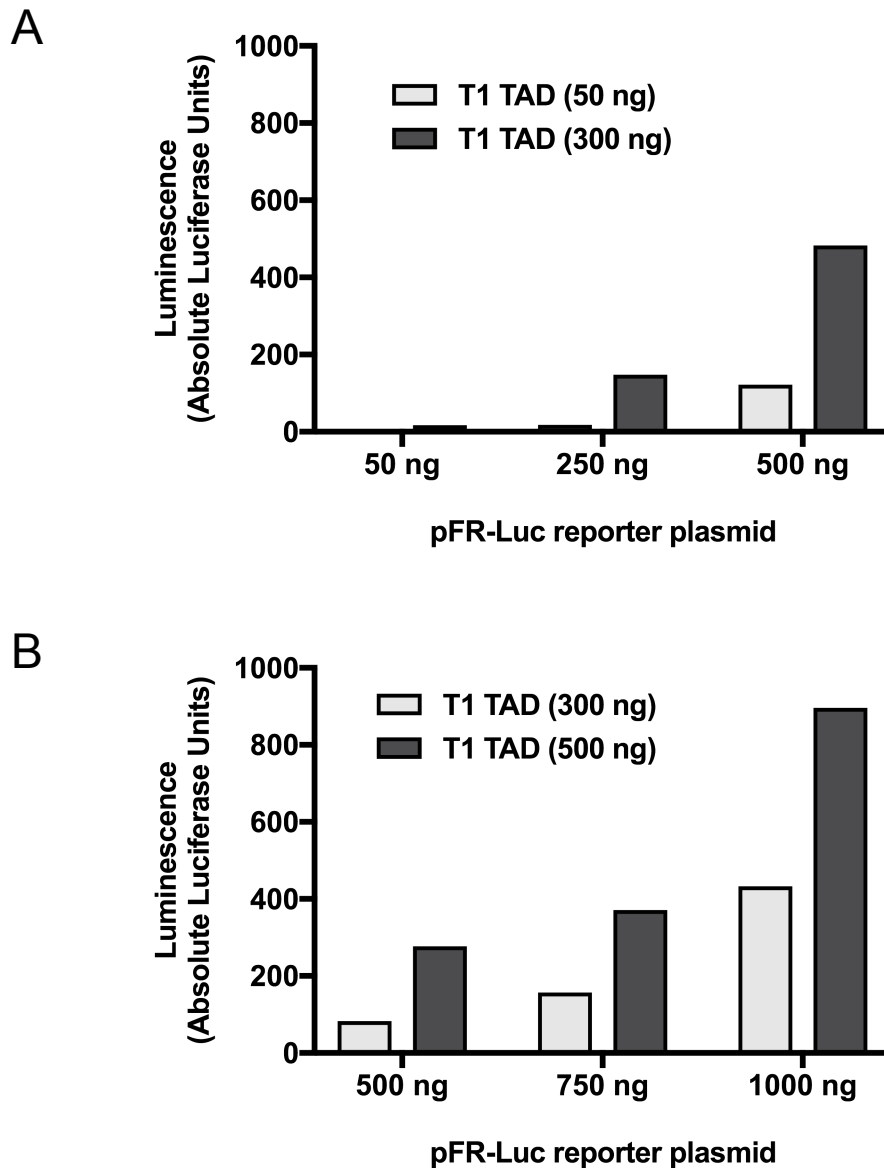 A
1000
800
600
400
200
0
Luminescence
(Absolute Luciferase Units)
T1 TAD (50 ng)
T1 TAD (300 ng)
50 ng 250 ng 500 ng
pFR-Luc reporter plasmid
B
1000
800
600
400
200
0
Luminescence
(Absolute Luciferase Units)
T1 TAD (300 ng)
T1 TAD (500 ng)
500 ng 750 ng 1000 ng
pFR-Luc reporter plasmid